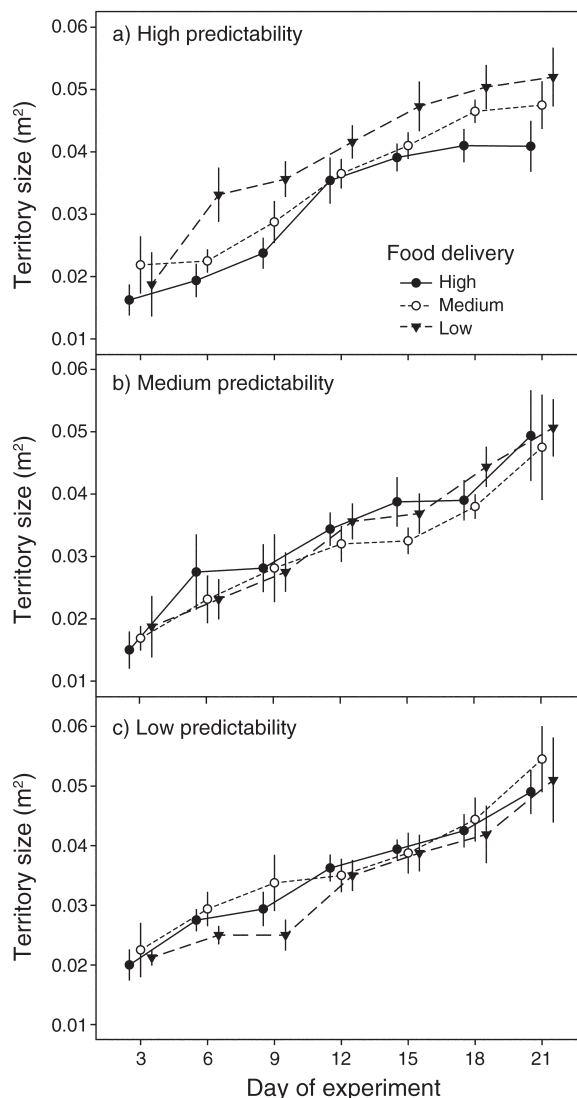 a) High predictability
0.06
0.05
0.04
0.03
0.02
0.01
Territory size (m²)
Food delivery
High
Medium
Low
b) Medium predictability
0.06
0.05
0.04
0.03
0.02
0.01
Territory size (m²)
c) Low predictability
0.06
0.05
0.04
0.03
0.02
0.01
Territory size (m²)
3 6 9 12 15 18 21
Day of experiment